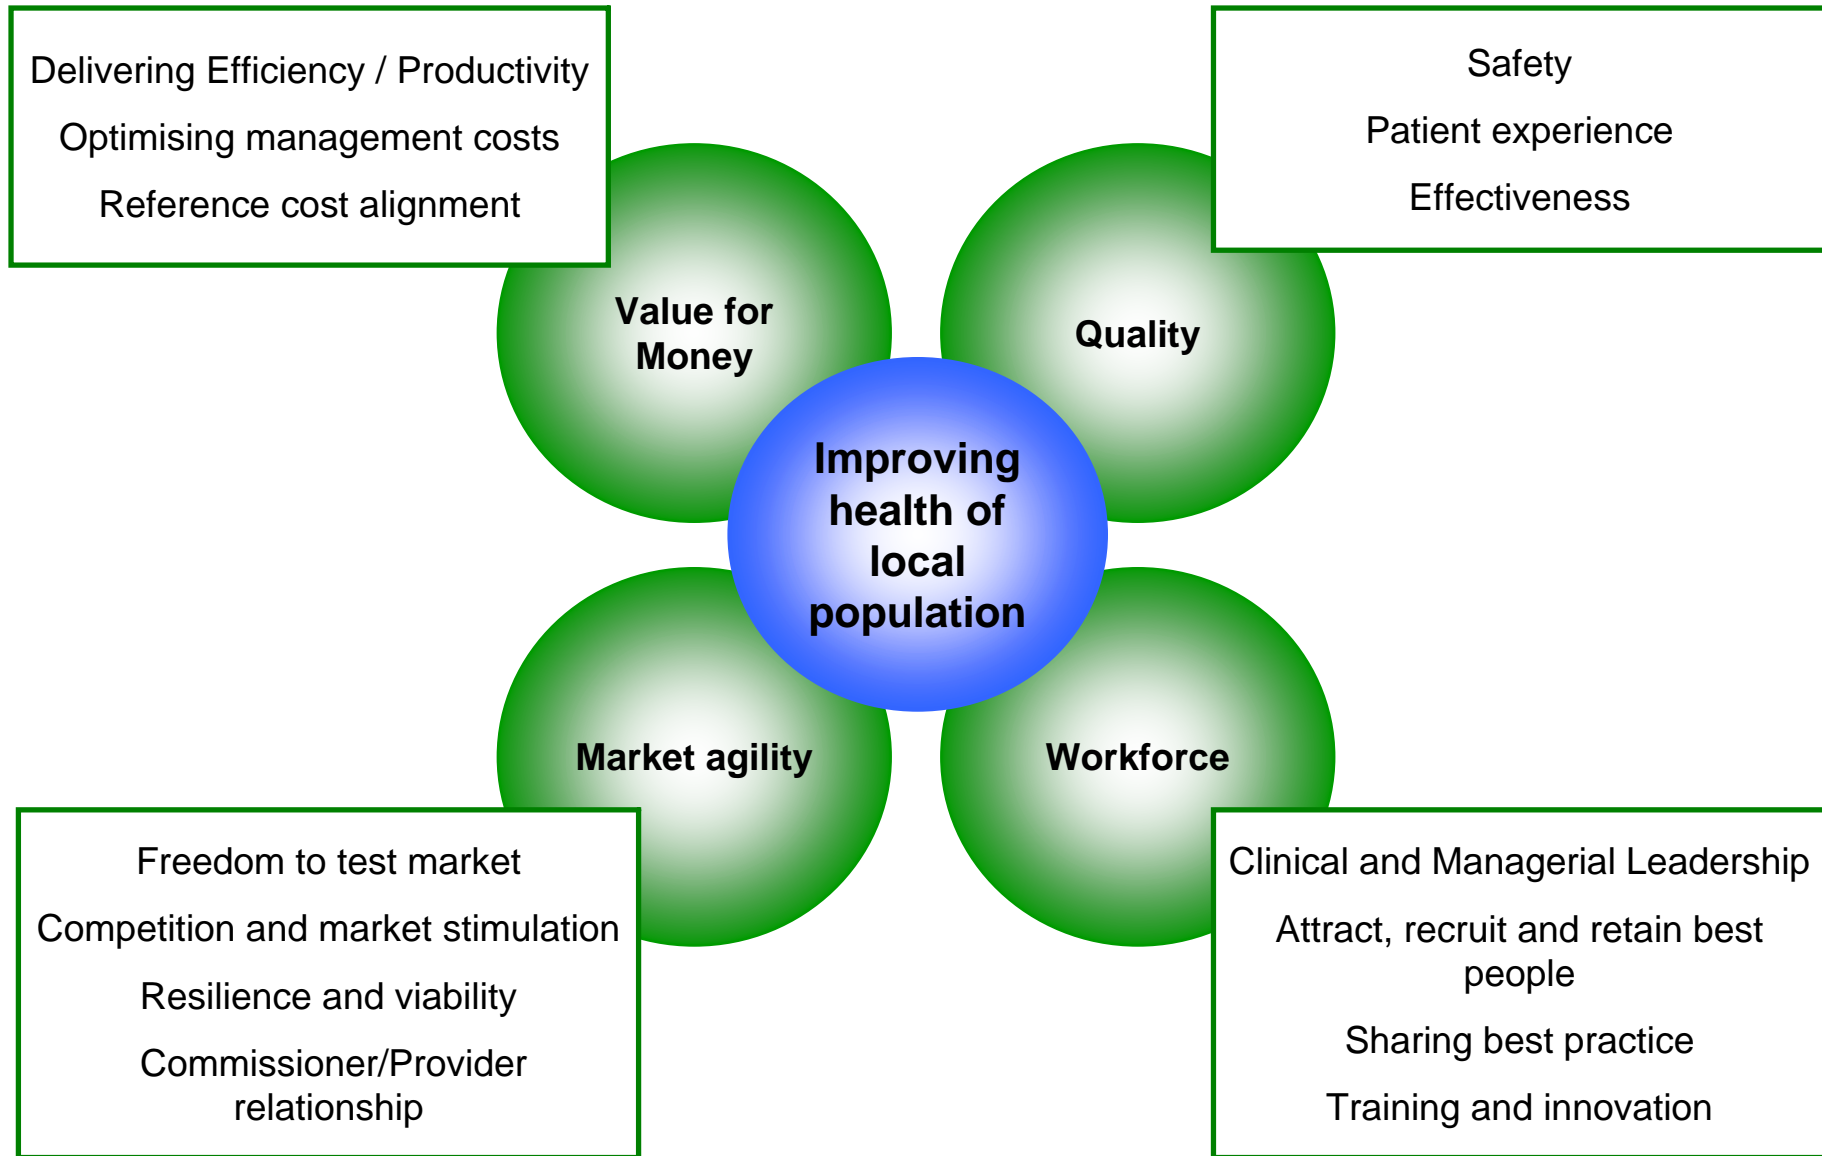 Delivering Efficiency / Productivity
Optimising management costs
Reference cost alignment
Safety
Patient experience
Effectiveness
Value for
Money
Quality
Improving
health of
local
population
Market agility
Workforce
Freedom to test market
Competition and market stimulation
Resilience and viability
Commissioner/Provider
relationship
Clinical and Managerial Leadership
Attract, recruit and retain best
people
Sharing best practice
Training and innovation